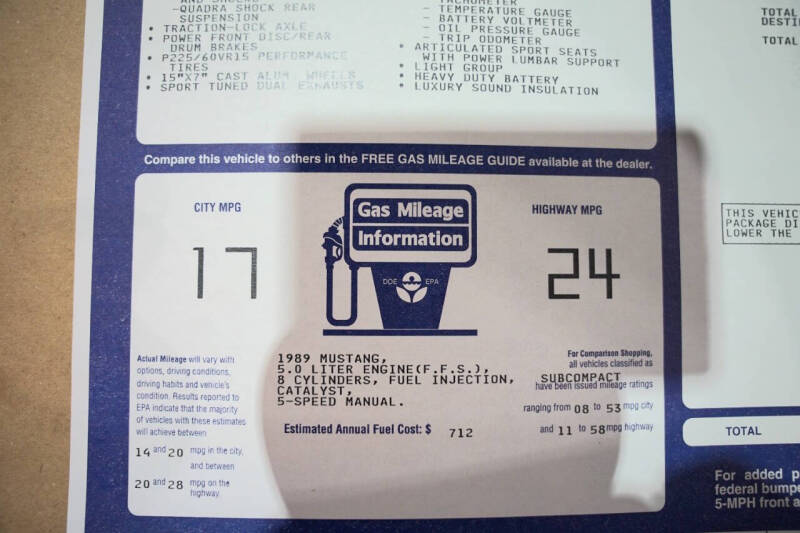 -QUADRA SHOCK REAR
SUSPENSION
• TRACTION-LOCK AXLE
• POWER FRONT DISC/REAR
DRUM BRAKES
• P225/60VR15 PERFORMANCE
TIRES
• 15"X7" CAST ALUM. WHEELS
• SPORT TUNED DUAL EXHAUSTS
- TACHOMETER
- TEMPERATURE GAUGE
- BATTERY VOLTMETER
- OIL PRESSURE GAUGE
- TRIP ODOMETER
• ARTICULATED SPORT SEATS
WITH POWER LUMBAR SUPPORT
• LIGHT GROUP
• HEAVY DUTY BATTERY
• LUXURY SOUND INSULATION
TOTAL
DESTI
TOTAL
Compare this vehicle to others in the FREE GAS MILEAGE GUIDE available at the dealer.
CITY MPG
17
Gas Mileage
Information
DOE EPA
HIGHWAY MPG
24
THIS VEHIC
PACKAGE DI
LOWER THE
Actual Mileage will vary with
options, driving conditions,
driving habits and vehicle's
condition. Results reported to
EPA indicate that the majority
of vehicles with these estimates
will achieve between
14 and 20 mpg in the city,
and between
20 and 28 mpg on the
highway.
1989 MUSTANG,
5.0 LITER ENGINE(F.F.S.),
8 CYLINDERS, FUEL INJECTION,
CATALYST,
5-SPEED MANUAL.
Estimated Annual Fuel Cost: $ 712
For Comparison Shopping,
all vehicles classified as
SUBCOMPACT
have been issued mileage ratings
ranging from 08 to 53 mpg city
and 11 to 58 mpg highway
TOTAL
For added p
federal bumpe
5-MPH front a